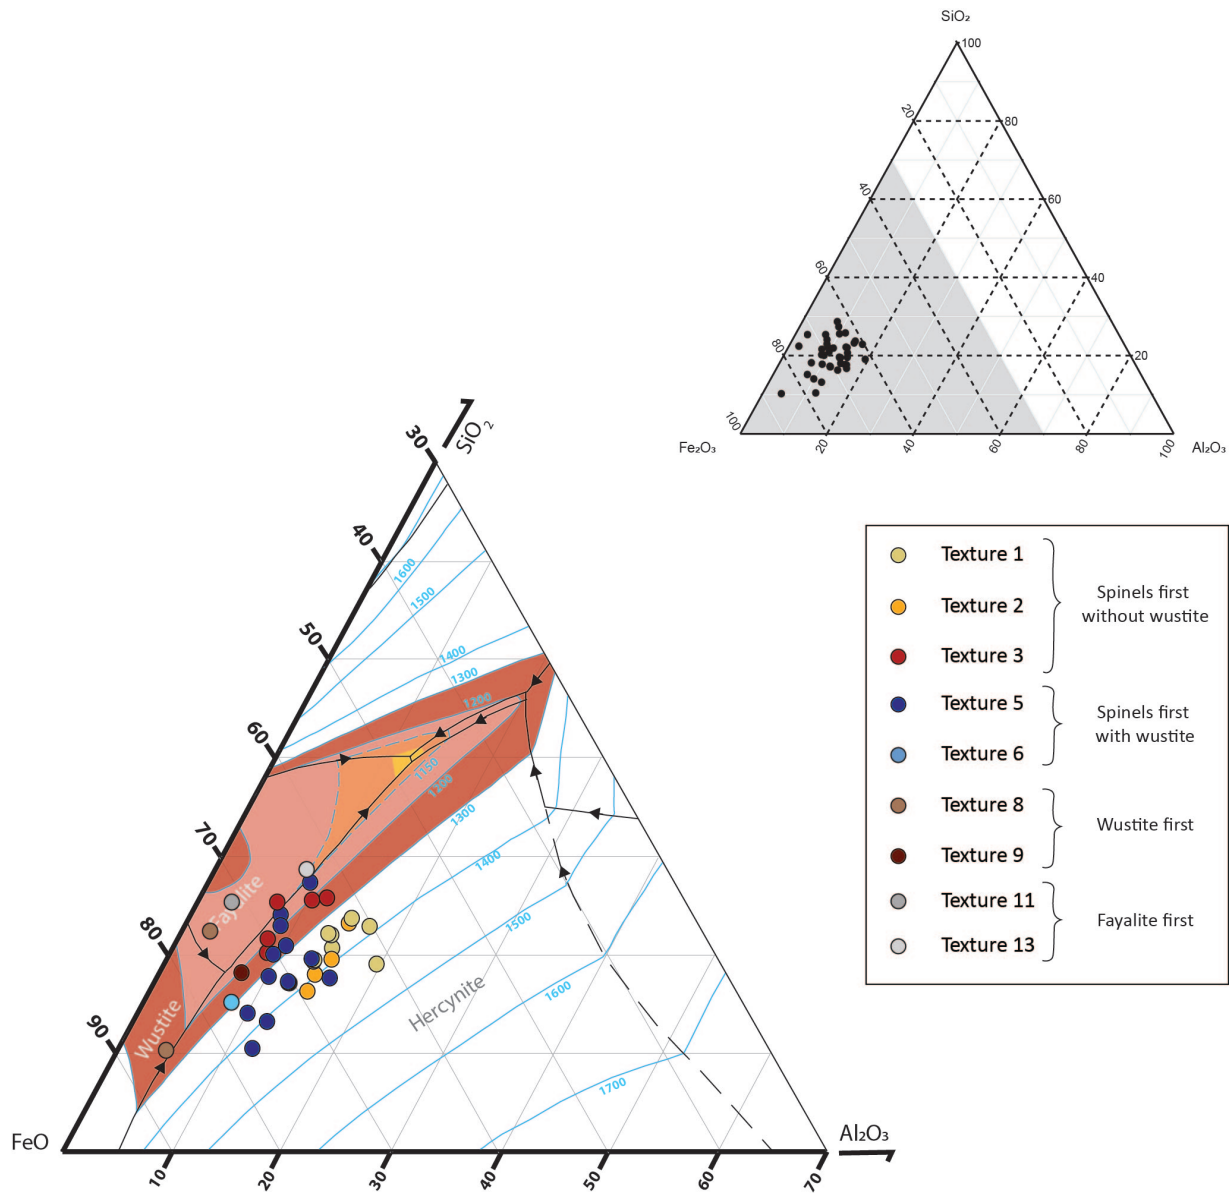 SiO₂
100
20
80
40
60
60
40
80
20
100
Fe₂O₃
20
40
60
80
100
Al₂O₃
SiO₂
30
40
50
60
70
80
90
1600
1500
1400
1300
1200
1150
1200
1300
1400
1500
1600
1700
Fayalite
Wustite
Hercynite
FeO
Al₂O₃
10
20
30
40
50
60
70
Texture 1
Texture 2
Texture 3
Spinels first
without wustite
Texture 5
Texture 6
Spinels first
with wustite
Texture 8
Texture 9
Wustite first
Texture 11
Texture 13
Fayalite first